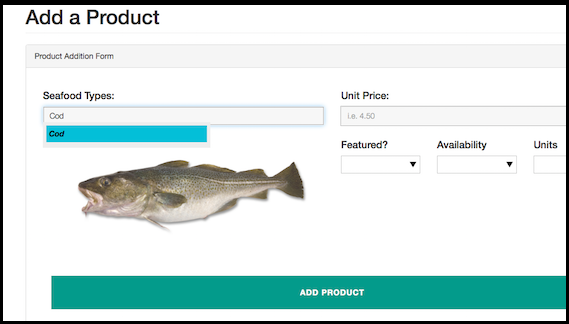 Add a Product
Product Addition Form
Seafood Types:
Unit Price:
Cod
i.e. 4.50
Cod
Featured?
Availability
Units
ADD PRODUCT